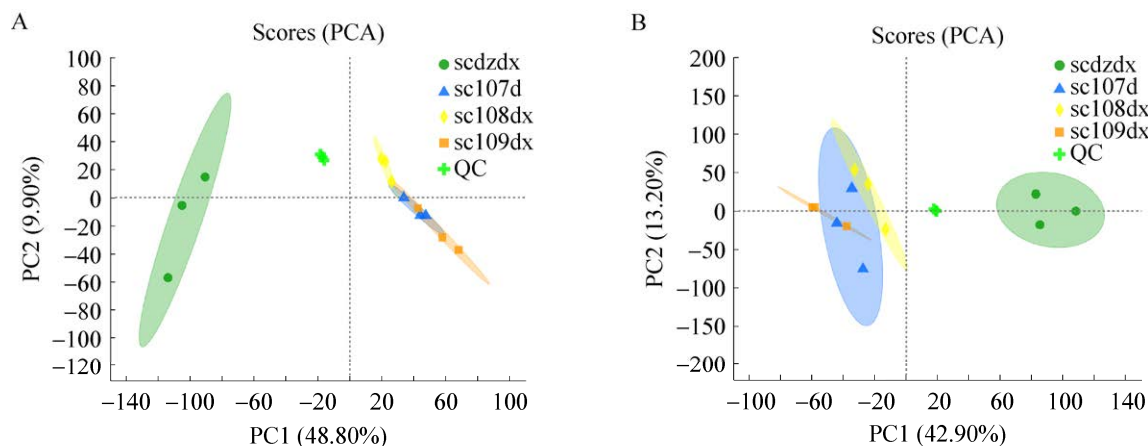 A
Scores (PCA)
100
80
60
40
20
0
−20
−40
−60
−80
−100
−120
PC2 (9.90%)
scdzdx
sc107d
sc108dx
sc109dx
QC
−140
−100
−60
−20
20
60
100
PC1 (48.80%)
B
Scores (PCA)
200
150
100
50
0
−50
−100
−150
−200
PC2 (13.20%)
scdzdx
sc107d
sc108dx
sc109dx
QC
−100
−60
−20
20
60
100
140
PC1 (42.90%)